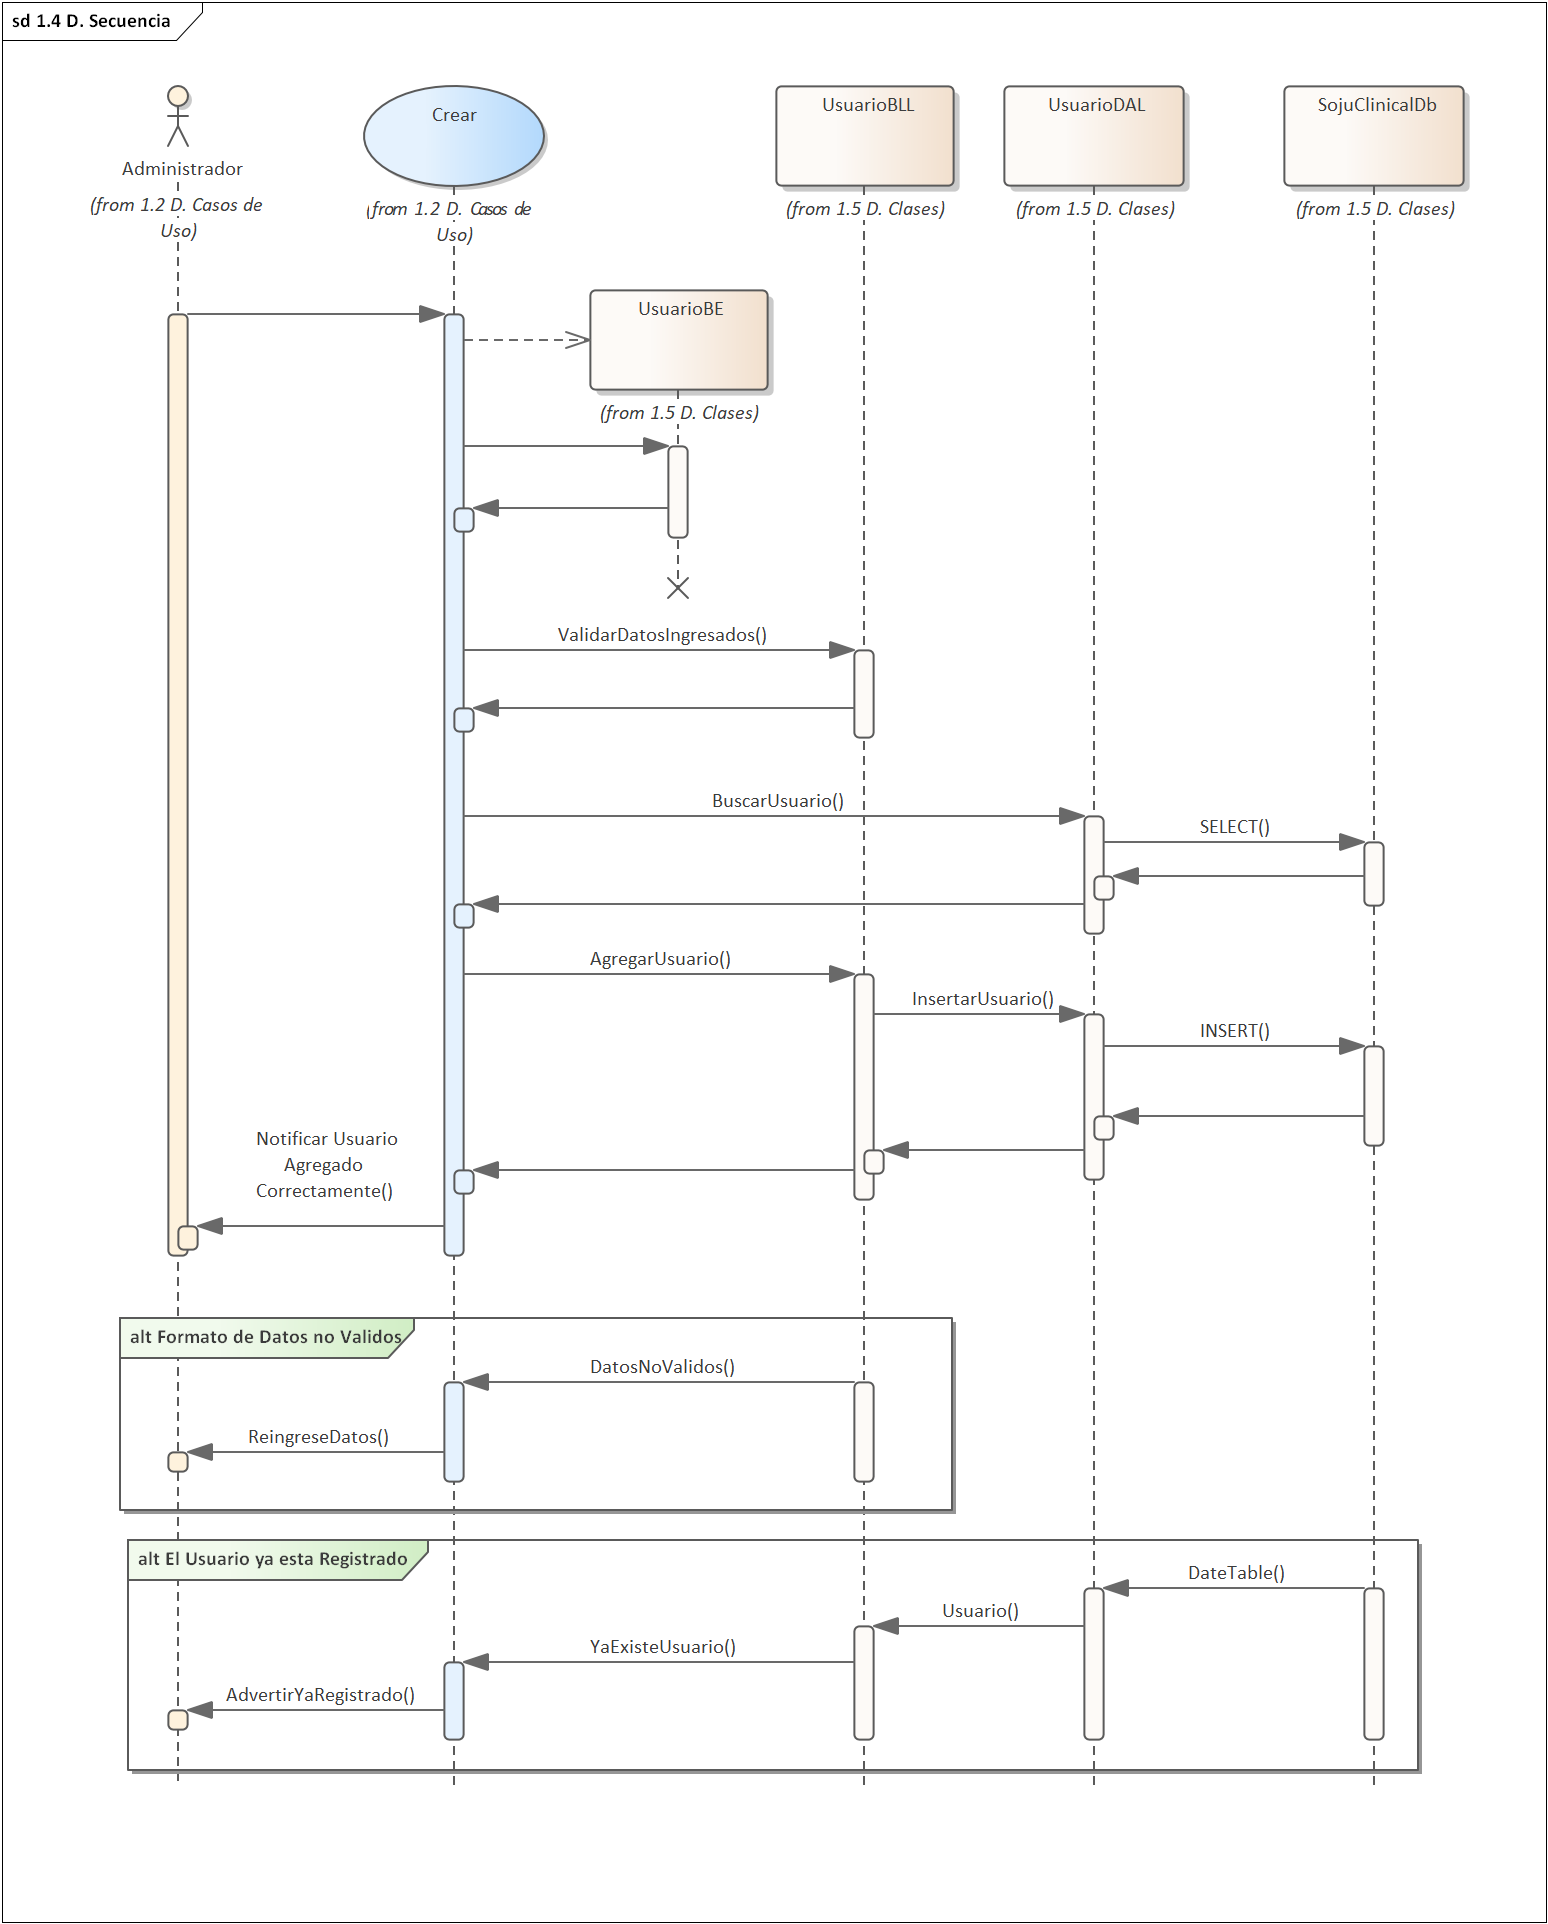 sd 1.4 D. Secuencia
Administrador
(from 1.2 D. Casos de
Uso)
Crear
(from 1.2 D. Casos de
Uso)
UsuarioBLL
(from 1.5 D. Clases)
UsuarioDAL
(from 1.5 D. Clases)
SojuClinicalDb
(from 1.5 D. Clases)
UsuarioBE
(from 1.5 D. Clases)
ValidarDatosIngresados()
BuscarUsuario()
SELECT()
AgregarUsuario()
InsertarUsuario()
INSERT()
Notificar Usuario
Agregado
Correctamente()
alt Formato de Datos no Validos
DatosNoValidos()
ReingreseDatos()
alt El Usuario ya esta Registrado
DateTable()
Usuario()
YaExisteUsuario()
AdvertirYaRegistrado()